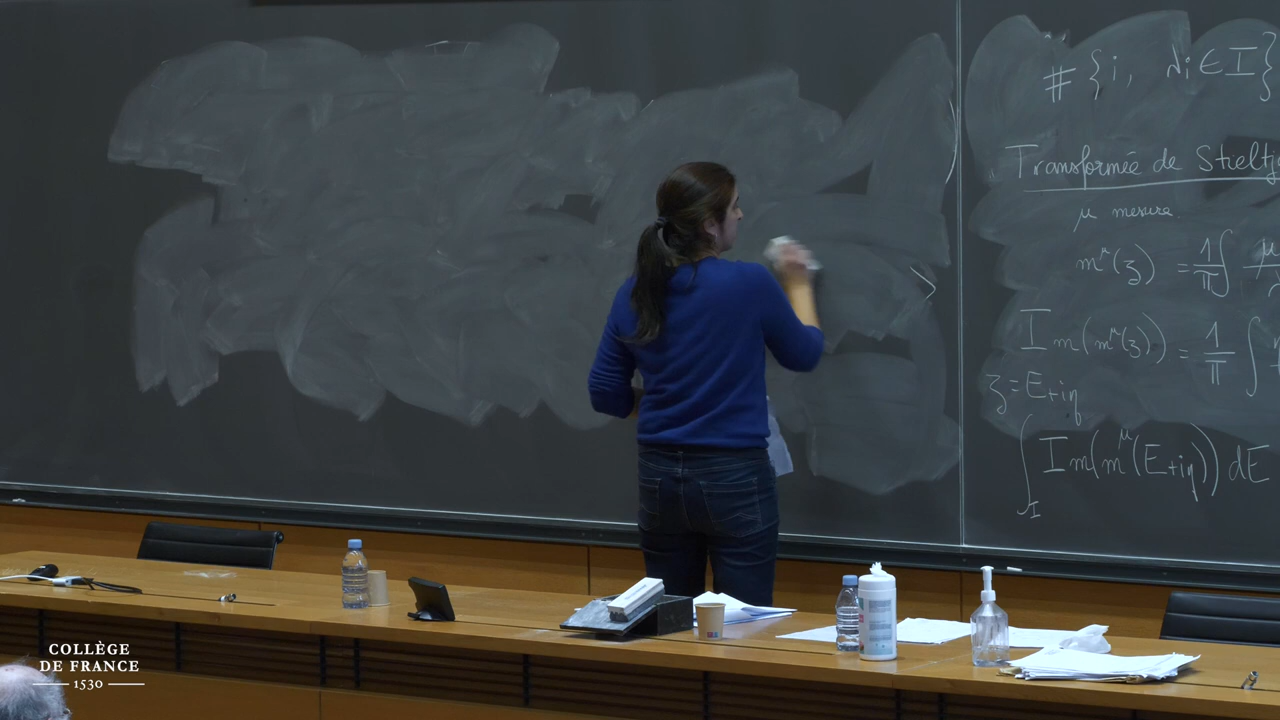 # {i, λi ∈ I}
Transformée de Stieltj
μ mesure.
m^μ(z) = 1/π ∫ μ
Im(m^μ(z)) = 1/π ∫
z = E+iη
∫_I Im(m^μ(E+iη)) dE
COLLÈGE
DE FRANCE
1530